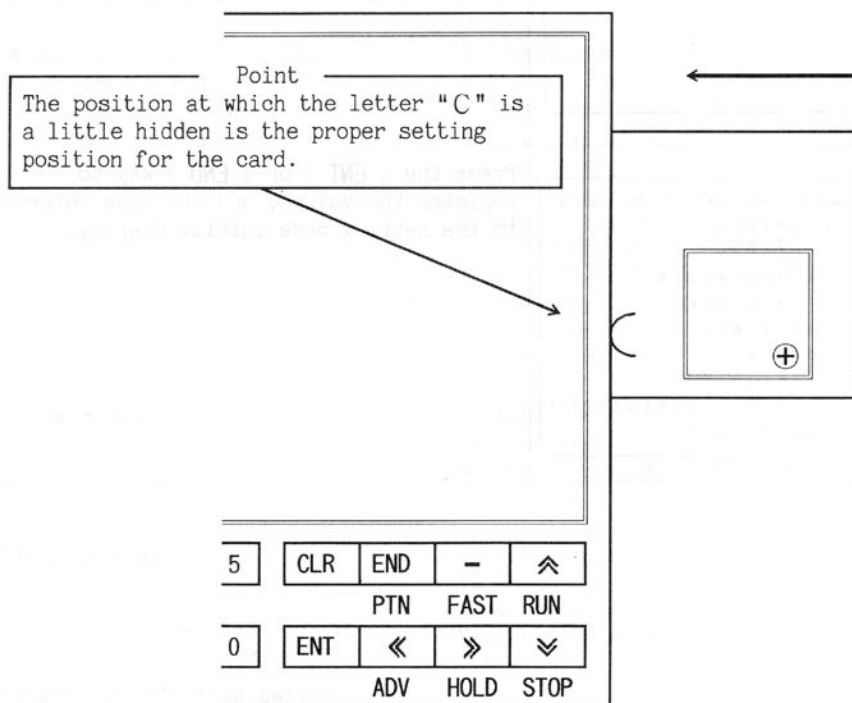 Point
The position at which the letter "C" is
a little hidden is the proper setting
position for the card.
5 CLR END - ︽
PTN FAST RUN
0 ENT « » ︾
ADV HOLD STOP